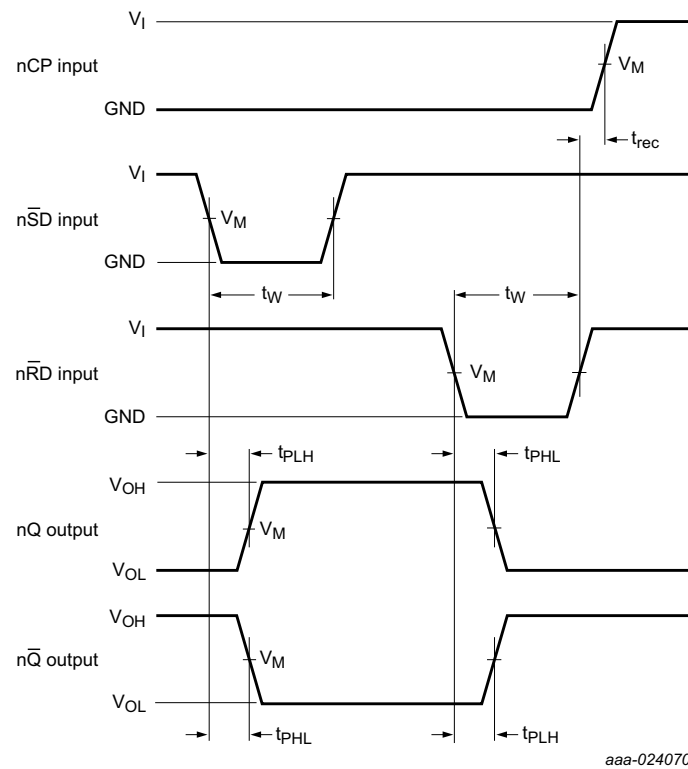 V_I
nCP input
V_M
GND
t_rec
V_I
nS̅D input
V_M
GND
t_W
t_W
V_I
nR̅D input
V_M
GND
t_PLH
t_PHL
V_OH
nQ output
V_M
V_OL
V_OH
nQ̅ output
V_M
V_OL
t_PHL
t_PLH
aaa-024070